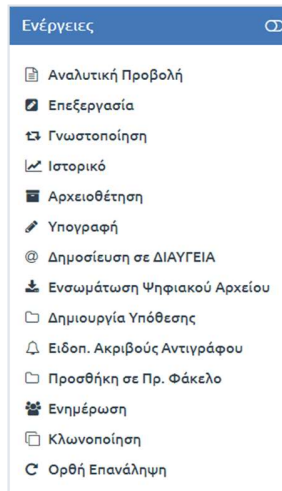 Ενέργειες
Αναλυτική Προβολή
Επεξεργασία
Γνωστοποίηση
Ιστορικό
Αρχειοθέτηση
Υπογραφή
@ Δημοσίευση σε ΔΙΑΥΓΕΙΑ
Ενσωμάτωση Ψηφιακού Αρχείου
Δημιουργία Υπόθεσης
Ειδοπ. Ακριβούς Αντιγράφου
Προσθήκη σε Πρ. Φάκελο
Ενημέρωση
Κλωνοποίηση
Ορθή Επανάληψη